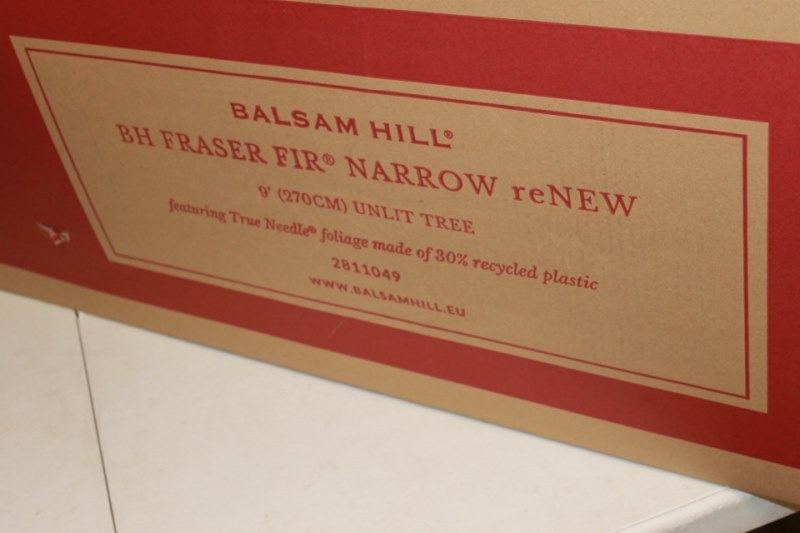 BALSAM HILL®
BH FRASER FIR® NARROW reNEW
9' (270CM) UNLIT TREE
featuring True Needle® foliage made of 30% recycled plastic
2811049
WWW.BALSAMHILL.EU